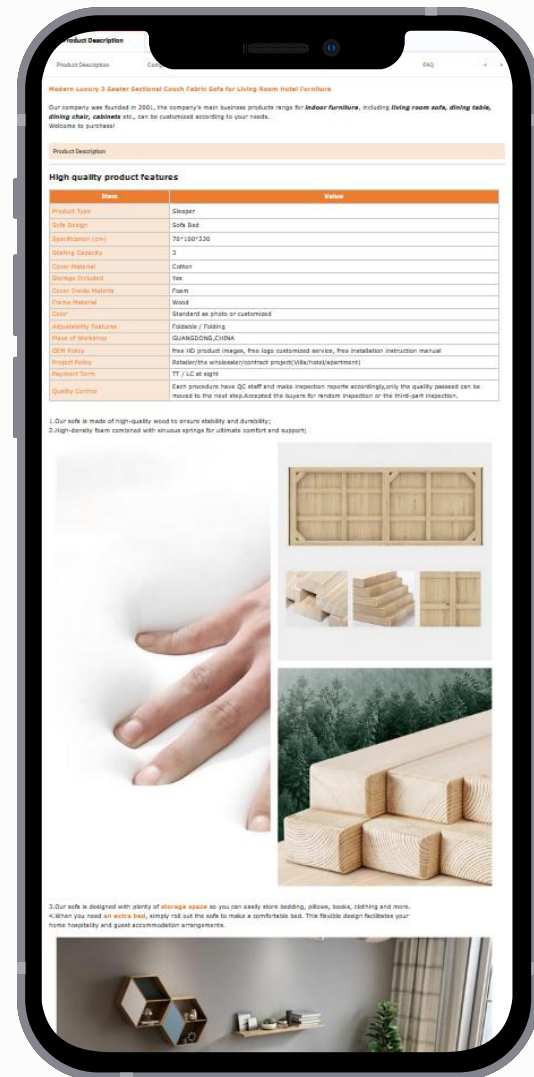 Product Description
Product Description
FAQ
Modern Luxury 3 Seater Sectional Couch Fabric Sofa for Living Room Hotel Furniture
Our company was founded in 2001, the company's main business products range for indoor furniture, including living room sofa, dining table,
dining chair, cabinets etc., can be customized according to your needs.
Welcome to purchase!
Product Description
High quality product features
Item Value
Product Type Sleeper
Sofa Design Sofa Bed
Specification (cm) 70*100*230
Seating Capacity 3
Cover Material Cotton
Storage Included Yes
Cover Inside Materia Foam
Frame Material Wood
Color Standard as photo or customized
Adjustability Features Foldable / Folding
Place of Workshop GUANGDONG,CHINA
OEM Policy free HD product images, free logo customized service, free installation instruction manual
Project Policy Retailer/the wholesaler/contract project(Villa/hotel/apartment)
Payment Term TT / LC at sight
Quality Control Each procedure have QC staff and make inspection reports accordingly,only the quality passed can be
moved to the next step.Accepted the buyers for random inspection or the third-part inspection.
1.Our sofa is made of high-quality wood to ensure stability and durability;
2.High-density foam combined with sinuous springs for ultimate comfort and support;
3.Our sofa is designed with plenty of storage space so you can easily store bedding, pillows, books, clothing and more.
4.When you need an extra bed, simply roll out the sofa to make a comfortable bed. This flexible design facilitates your
home hospitality and guest accommodation arrangements.